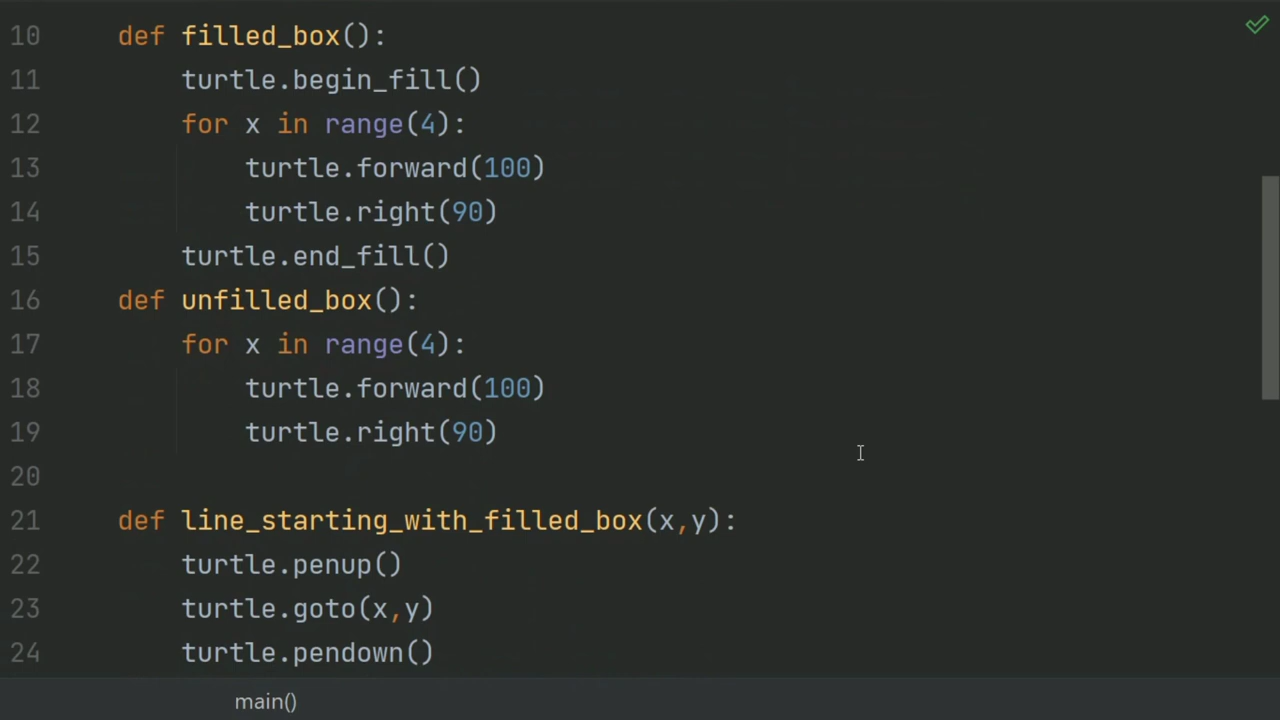 10 def filled_box():
11 turtle.begin_fill()
12 for x in range(4):
13 turtle.forward(100)
14 turtle.right(90)
15 turtle.end_fill()
16 def unfilled_box():
17 for x in range(4):
18 turtle.forward(100)
19 turtle.right(90)
20
21 def line_starting_with_filled_box(x,y):
22 turtle.penup()
23 turtle.goto(x,y)
24 turtle.pendown()
main()